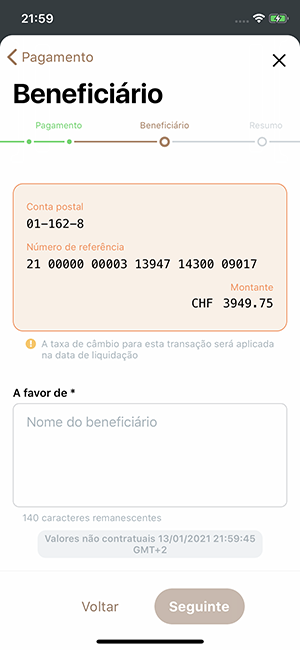 21:59
Pagamento
Beneficiário
Pagamento Beneficiário Resumo
Conta postal
01-162-8
Número de referência
21 00000 00003 13947 14300 09017
Montante
CHF 3949.75
A taxa de câmbio para esta transação será aplicada
na data de liquidação
A favor de *
Nome do beneficiário
140 caracteres remanescentes
Valores não contratuais 13/01/2021 21:59:45
GMT+2
Voltar Seguinte